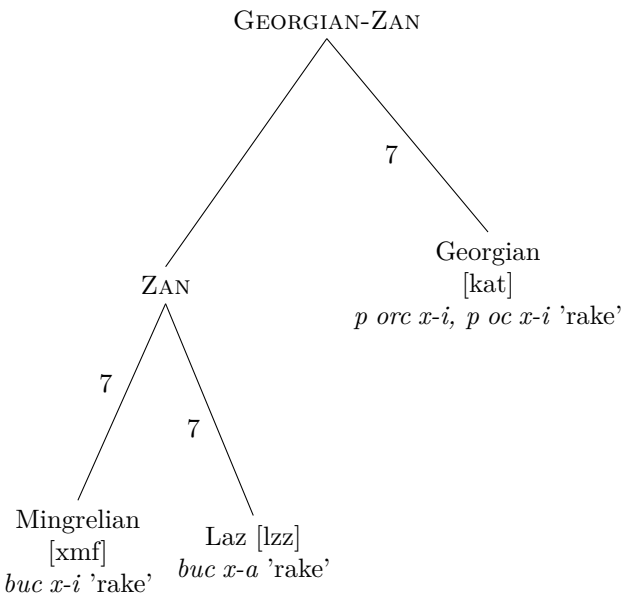 GEORGIAN-ZAN
7
Georgian
[kat]
p orc x-i, p oc x-i 'rake'
ZAN
7
7
Mingrelian
[xmf]
buc x-i 'rake'
Laz [lzz]
buc x-a 'rake'